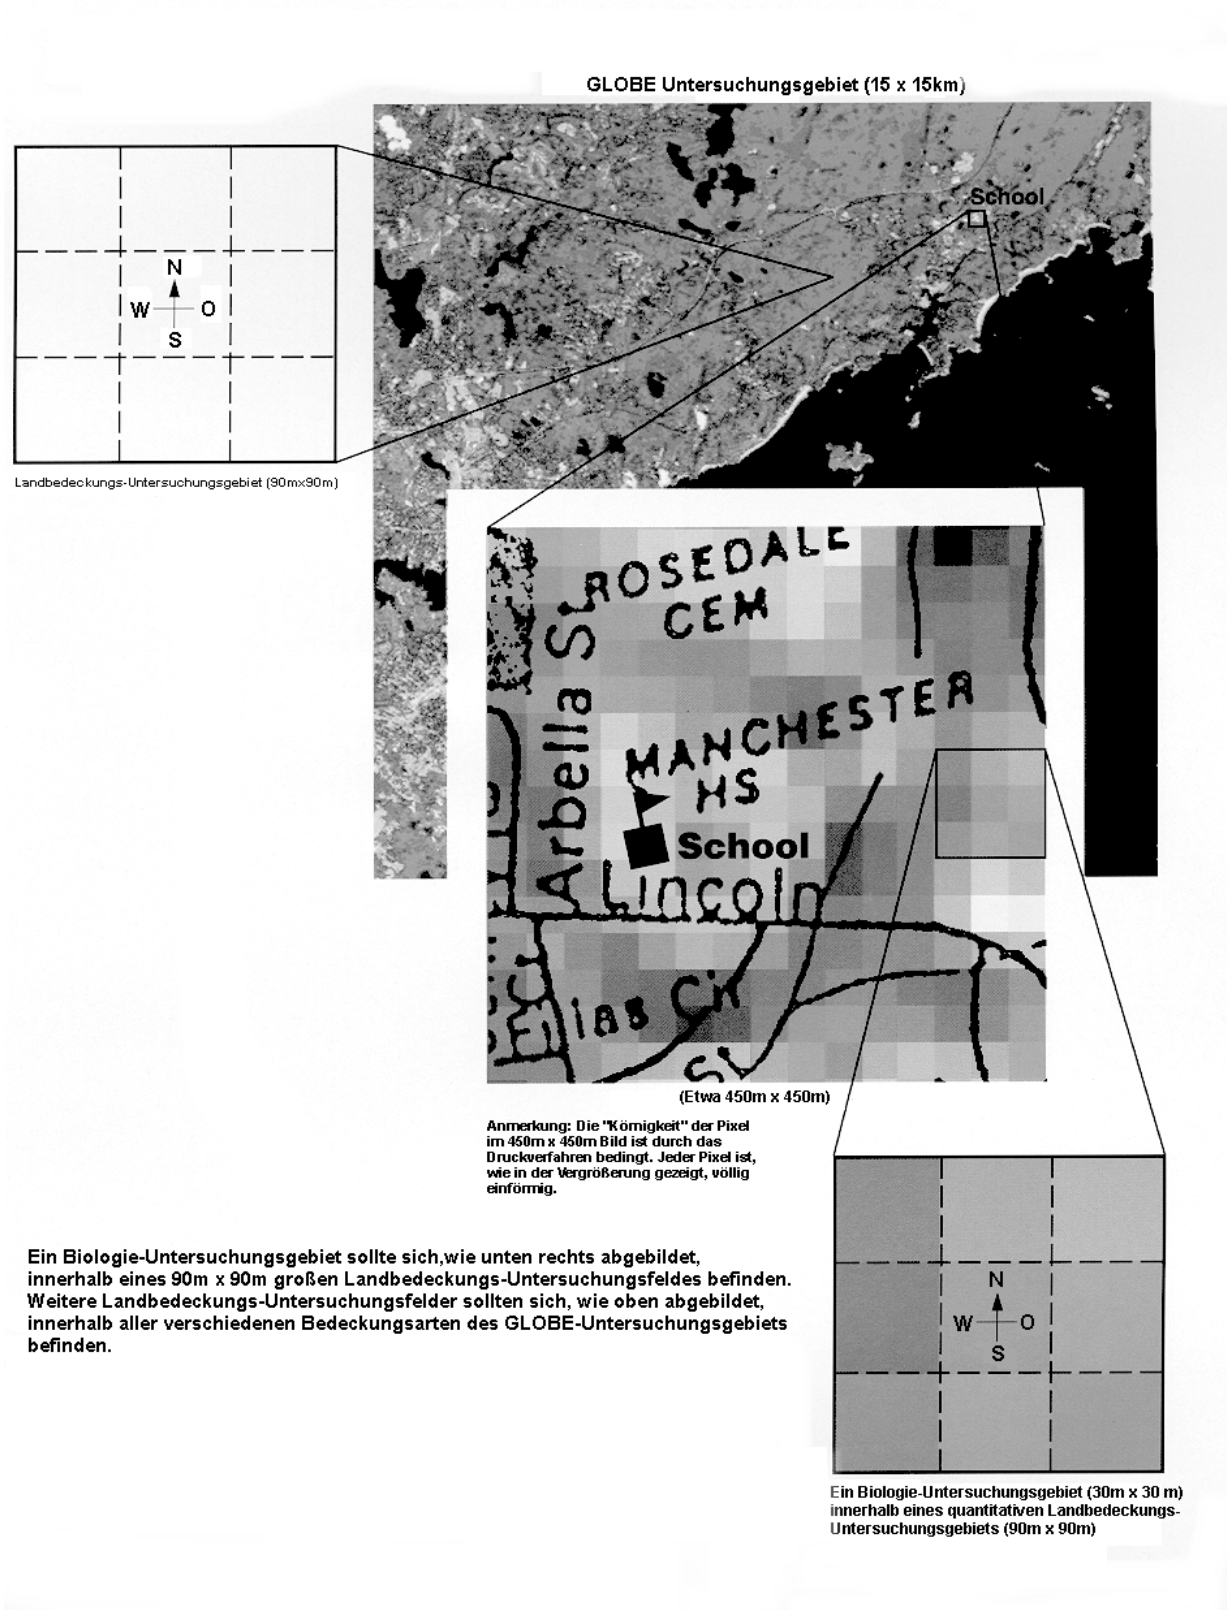 GLOBE Untersuchungsgebiet (15 x 15km)
School
N
W O
S
Landbedeckungs-Untersuchungsgebiet (90mx90m)
ROSEDALE
CEM
Arbella St
MANCHESTER
HS
School
Lincoln
Cir
St
(Etwa 450m x 450m)
Anmerkung: Die "Körnigkeit" der Pixel
im 450m x 450m Bild ist durch das
Druckverfahren bedingt. Jeder Pixel ist,
wie in der Vergrößerung gezeigt, völlig
einförmig.
Ein Biologie-Untersuchungsgebiet sollte sich,wie unten rechts abgebildet,
innerhalb eines 90m x 90m großen Landbedeckungs-Untersuchungsfeldes befinden.
Weitere Landbedeckungs-Untersuchungsfelder sollten sich, wie oben abgebildet,
innerhalb aller verschiedenen Bedeckungsarten des GLOBE-Untersuchungsgebiets
befinden.
N
W O
S
Ein Biologie-Untersuchungsgebiet (30m x 30 m)
innerhalb eines quantitativen Landbedeckungs-
Untersuchungsgebiets (90m x 90m)